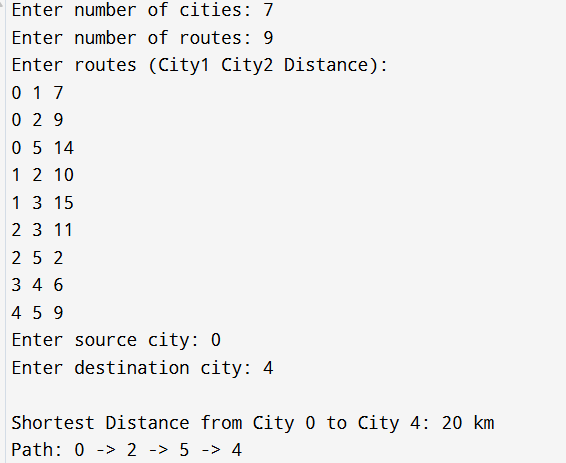 Enter number of cities: 7
Enter number of routes: 9
Enter routes (City1 City2 Distance):
0 1 7
0 2 9
0 5 14
1 2 10
1 3 15
2 3 11
2 5 2
3 4 6
4 5 9
Enter source city: 0
Enter destination city: 4

Shortest Distance from City 0 to City 4: 20 km
Path: 0 -> 2 -> 5 -> 4